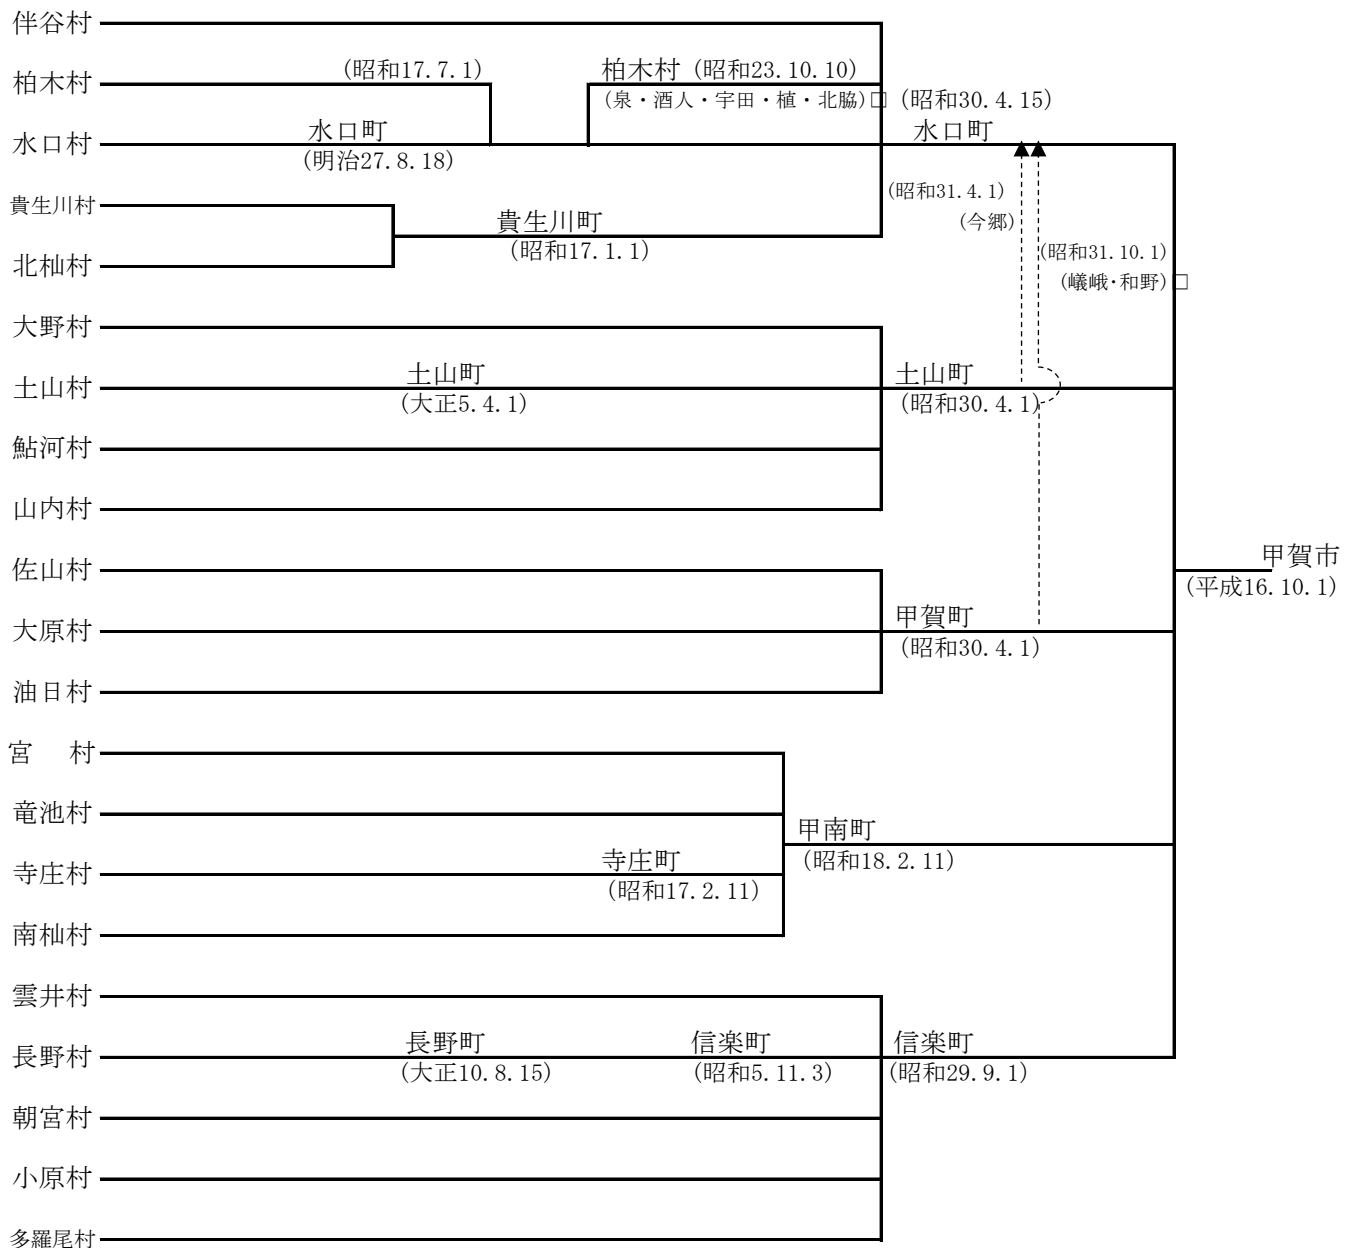 伴谷村
柏木村
(昭和17.7.1)
柏木村 (昭和23.10.10)
(泉・酒人・宇田・植・北脇)□
(昭和30.4.15)
水口村
水口町
(明治27.8.18)
水口町
貴生川村
(昭和31.4.1)
(今郷)
貴生川町
(昭和17.1.1)
北杣村
(昭和31.10.1)
(嶬峨・和野)□
大野村
土山村
土山町
(大正5.4.1)
土山町
(昭和30.4.1)
鮎河村
山内村
佐山村
甲賀市
(平成16.10.1)
大原村
甲賀町
(昭和30.4.1)
油日村
宮 村
竜池村
甲南町
(昭和18.2.11)
寺庄村
寺庄町
(昭和17.2.11)
南杣村
雲井村
長野村
長野町
(大正10.8.15)
信楽町
(昭和5.11.3)
信楽町
(昭和29.9.1)
朝宮村
小原村
多羅尾村